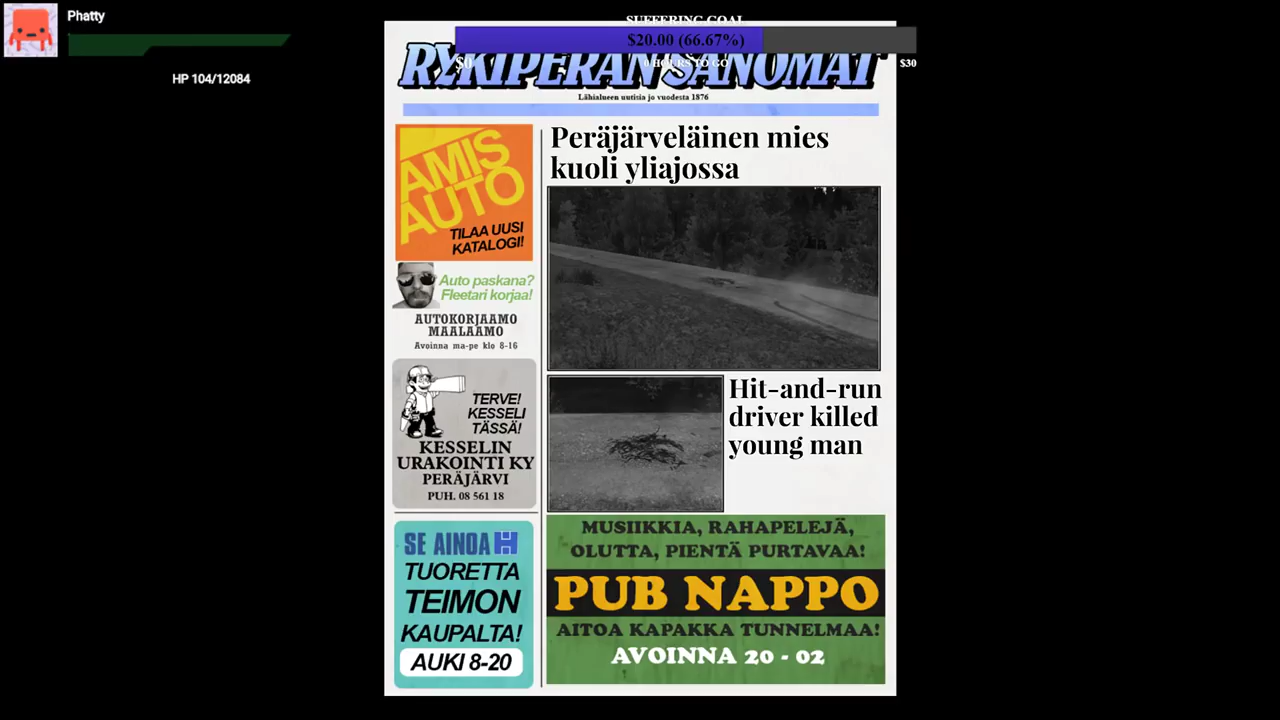 Phatty
HP 104/12084
SUFFERING GOAL
$20.00 (66.67%)
$0
0 HOURS TO GO
$30
RYKIPERÄN SANOMAT
Lähialueen uutisia jo vuodesta 1876
AMIS
AUTO
TILAA UUSI
KATALOGI!
Auto paskana?
Fleetari korjaa!
AUTOKORJAAMO
MAALAAMO
Avoinna ma-pe klo 8-16
TERVE!
KESSELI
TÄSSÄ!
KESSELIN
URAKOINTI KY
PERÄJÄRVI
PUH. 08 561 18
SE AINOA
TUORETTA
TEIMON
KAUPALTA!
AUKI 8-20
Peräjärveläinen mies
kuoli yliajossa
Hit-and-run
driver killed
young man
MUSIIKKIA, RAHAPELEJÄ,
OLUTTA, PIENTÄ PURTAVAA!
PUB NAPPO
AITOA KAPAKKA TUNNELMAA!
AVOINNA 20 - 02